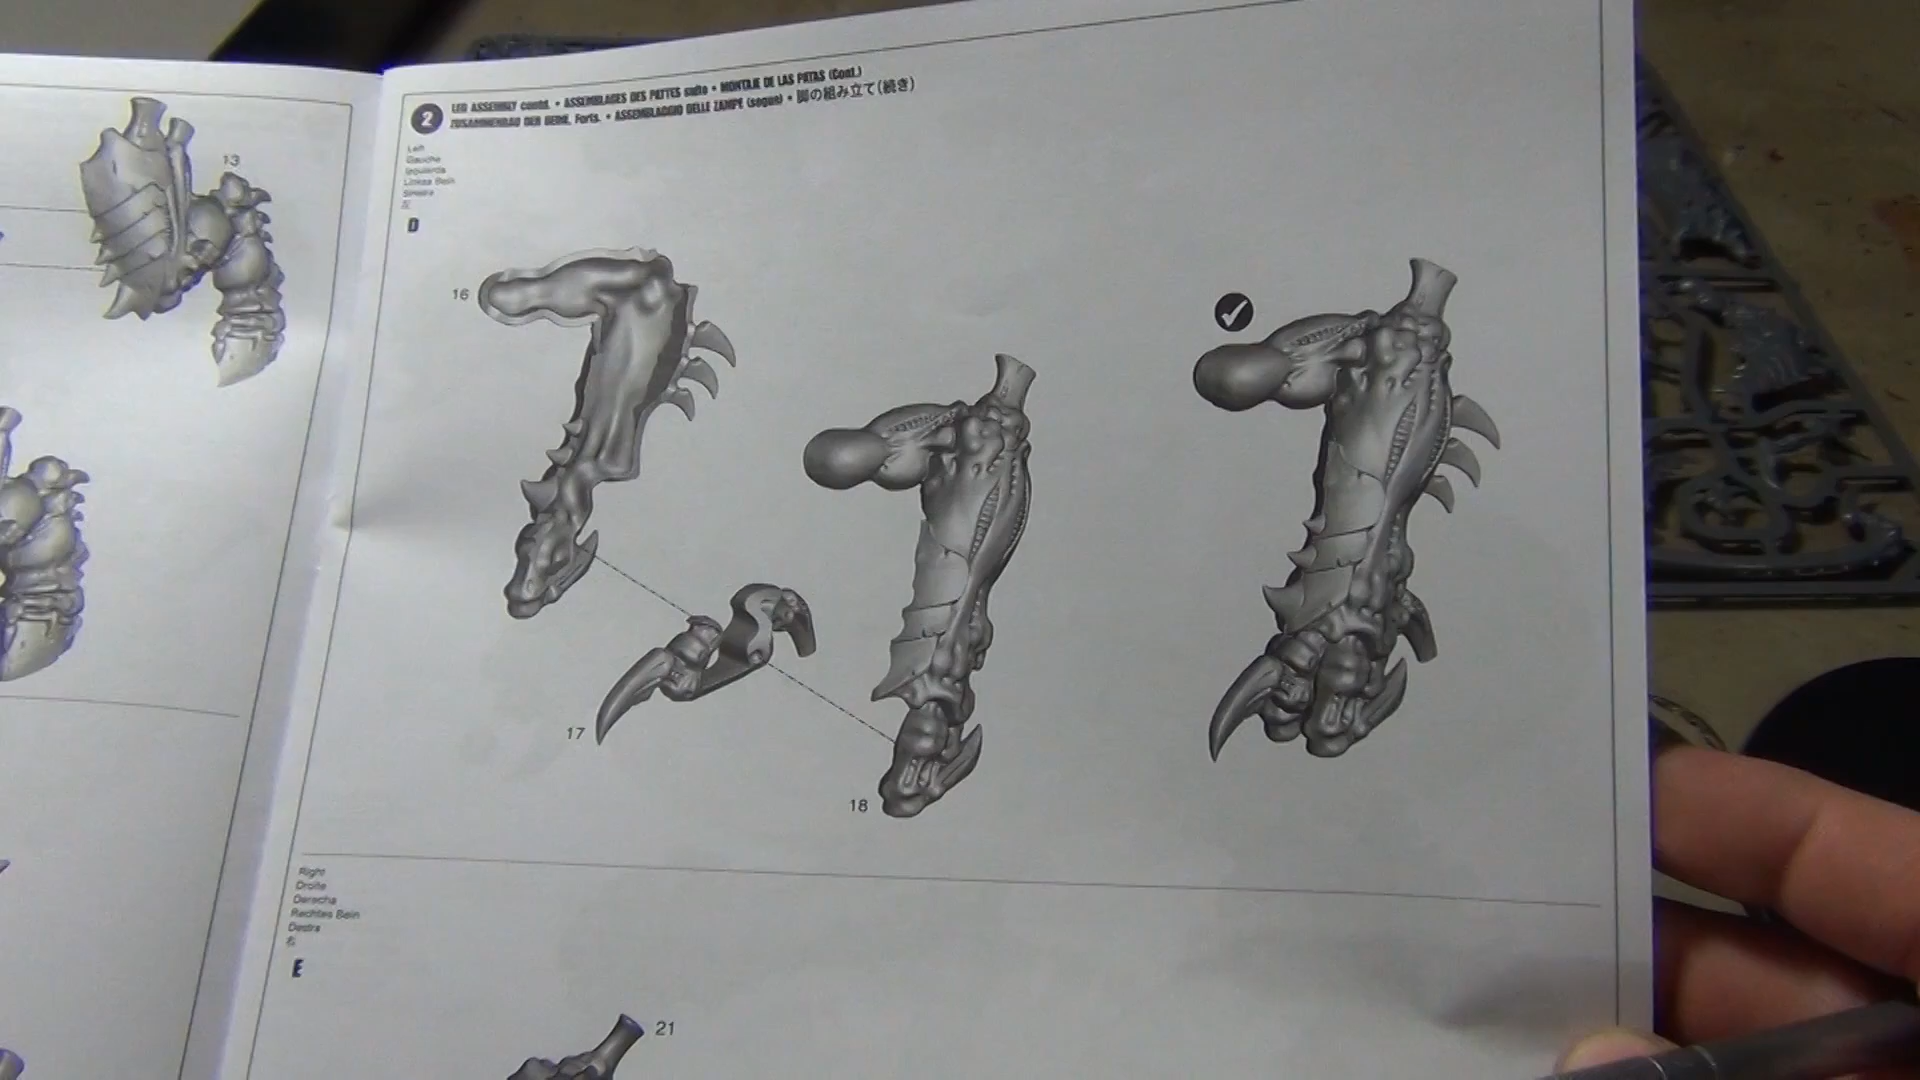 13
2
LEG ASSEMBLY contd. • ASSEMBLAGES DES PATTES suite • MONTAJE DE LAS PATAS (Cont.)
ZUSAMMENBAU DER BEINE, Forts. • ASSEMBLAGGIO DELLE ZAMPE (segue) • 脚の組み立て(続き)
Left
Gauche
Izquierda
Linkes Bein
Sinistra
左
D
16
17
18
Right
Droite
Derecha
Rechtes Bein
Destra
右
E
21